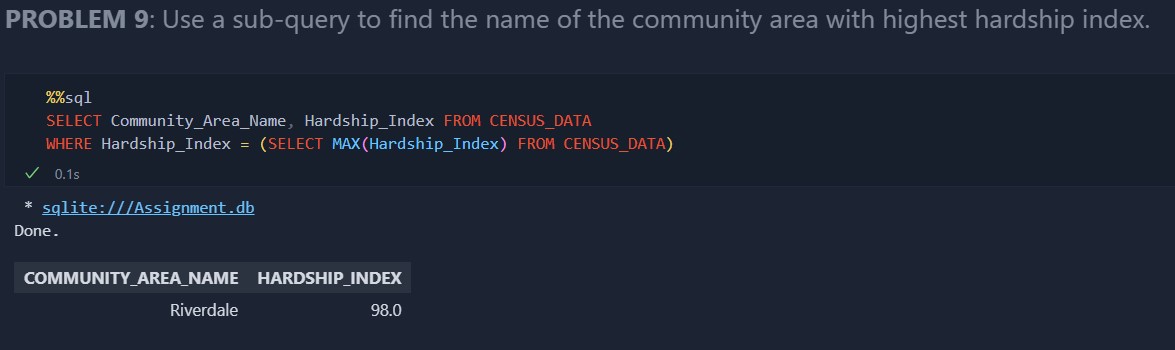 PROBLEM 9: Use a sub-query to find the name of the community area with highest hardship index.
%%sql
SELECT Community_Area_Name, Hardship_Index FROM CENSUS_DATA
WHERE Hardship_Index = (SELECT MAX(Hardship_Index) FROM CENSUS_DATA)
0.1s
* sqlite:///Assignment.db
Done.
COMMUNITY_AREA_NAME HARDSHIP_INDEX
Riverdale 98.0